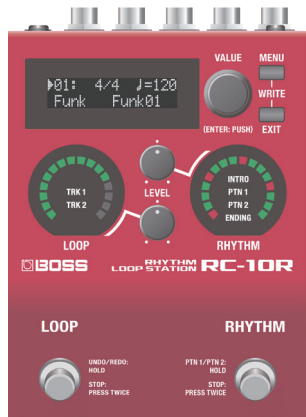 VALUE
MENU
▶01: 4/4 ♩=120
Funk Funk01
WRITE
(ENTER: PUSH)
EXIT
TRK 1
TRK 2
LEVEL
INTRO
PTN 1
PTN 2
ENDING
LOOP
RHYTHM
BOSS
RHYTHM
LOOP STATION RC-10R
LOOP
RHYTHM
UNDO/REDO:
HOLD
STOP:
PRESS TWICE
PTN 1/PTN 2:
HOLD
STOP:
PRESS TWICE